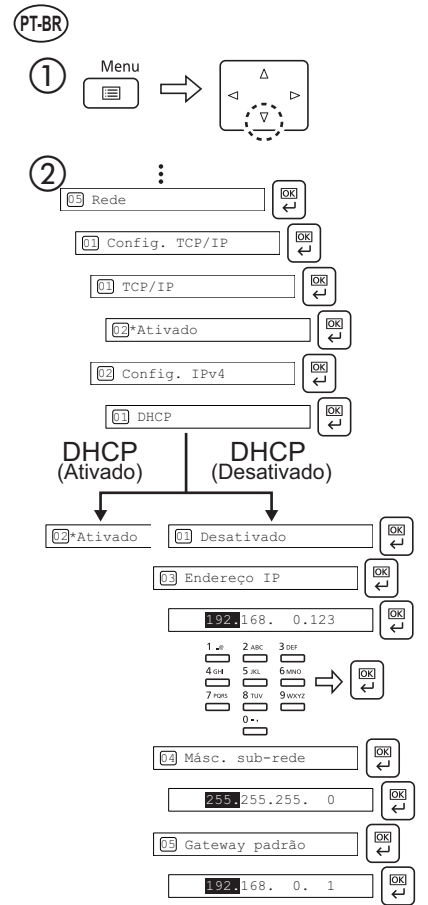 PT-BR
1 Menu
2
05 Rede OK
01 Config. TCP/IP OK
01 TCP/IP OK
02*Ativado OK
02 Config. IPv4 OK
01 DHCP OK
DHCP DHCP
(Ativado) (Desativado)
02*Ativado 01 Desativado OK
03 Endereço IP OK
192.168. 0.123 OK
1 .@ 2 ABC 3 DEF
4 GHI 5 JKL 6 MNO OK
7 PQRS 8 TUV 9 WXYZ
0 - ,
04 Másc. sub-rede OK
255.255.255. 0 OK
05 Gateway padrão OK
192.168. 0. 1 OK